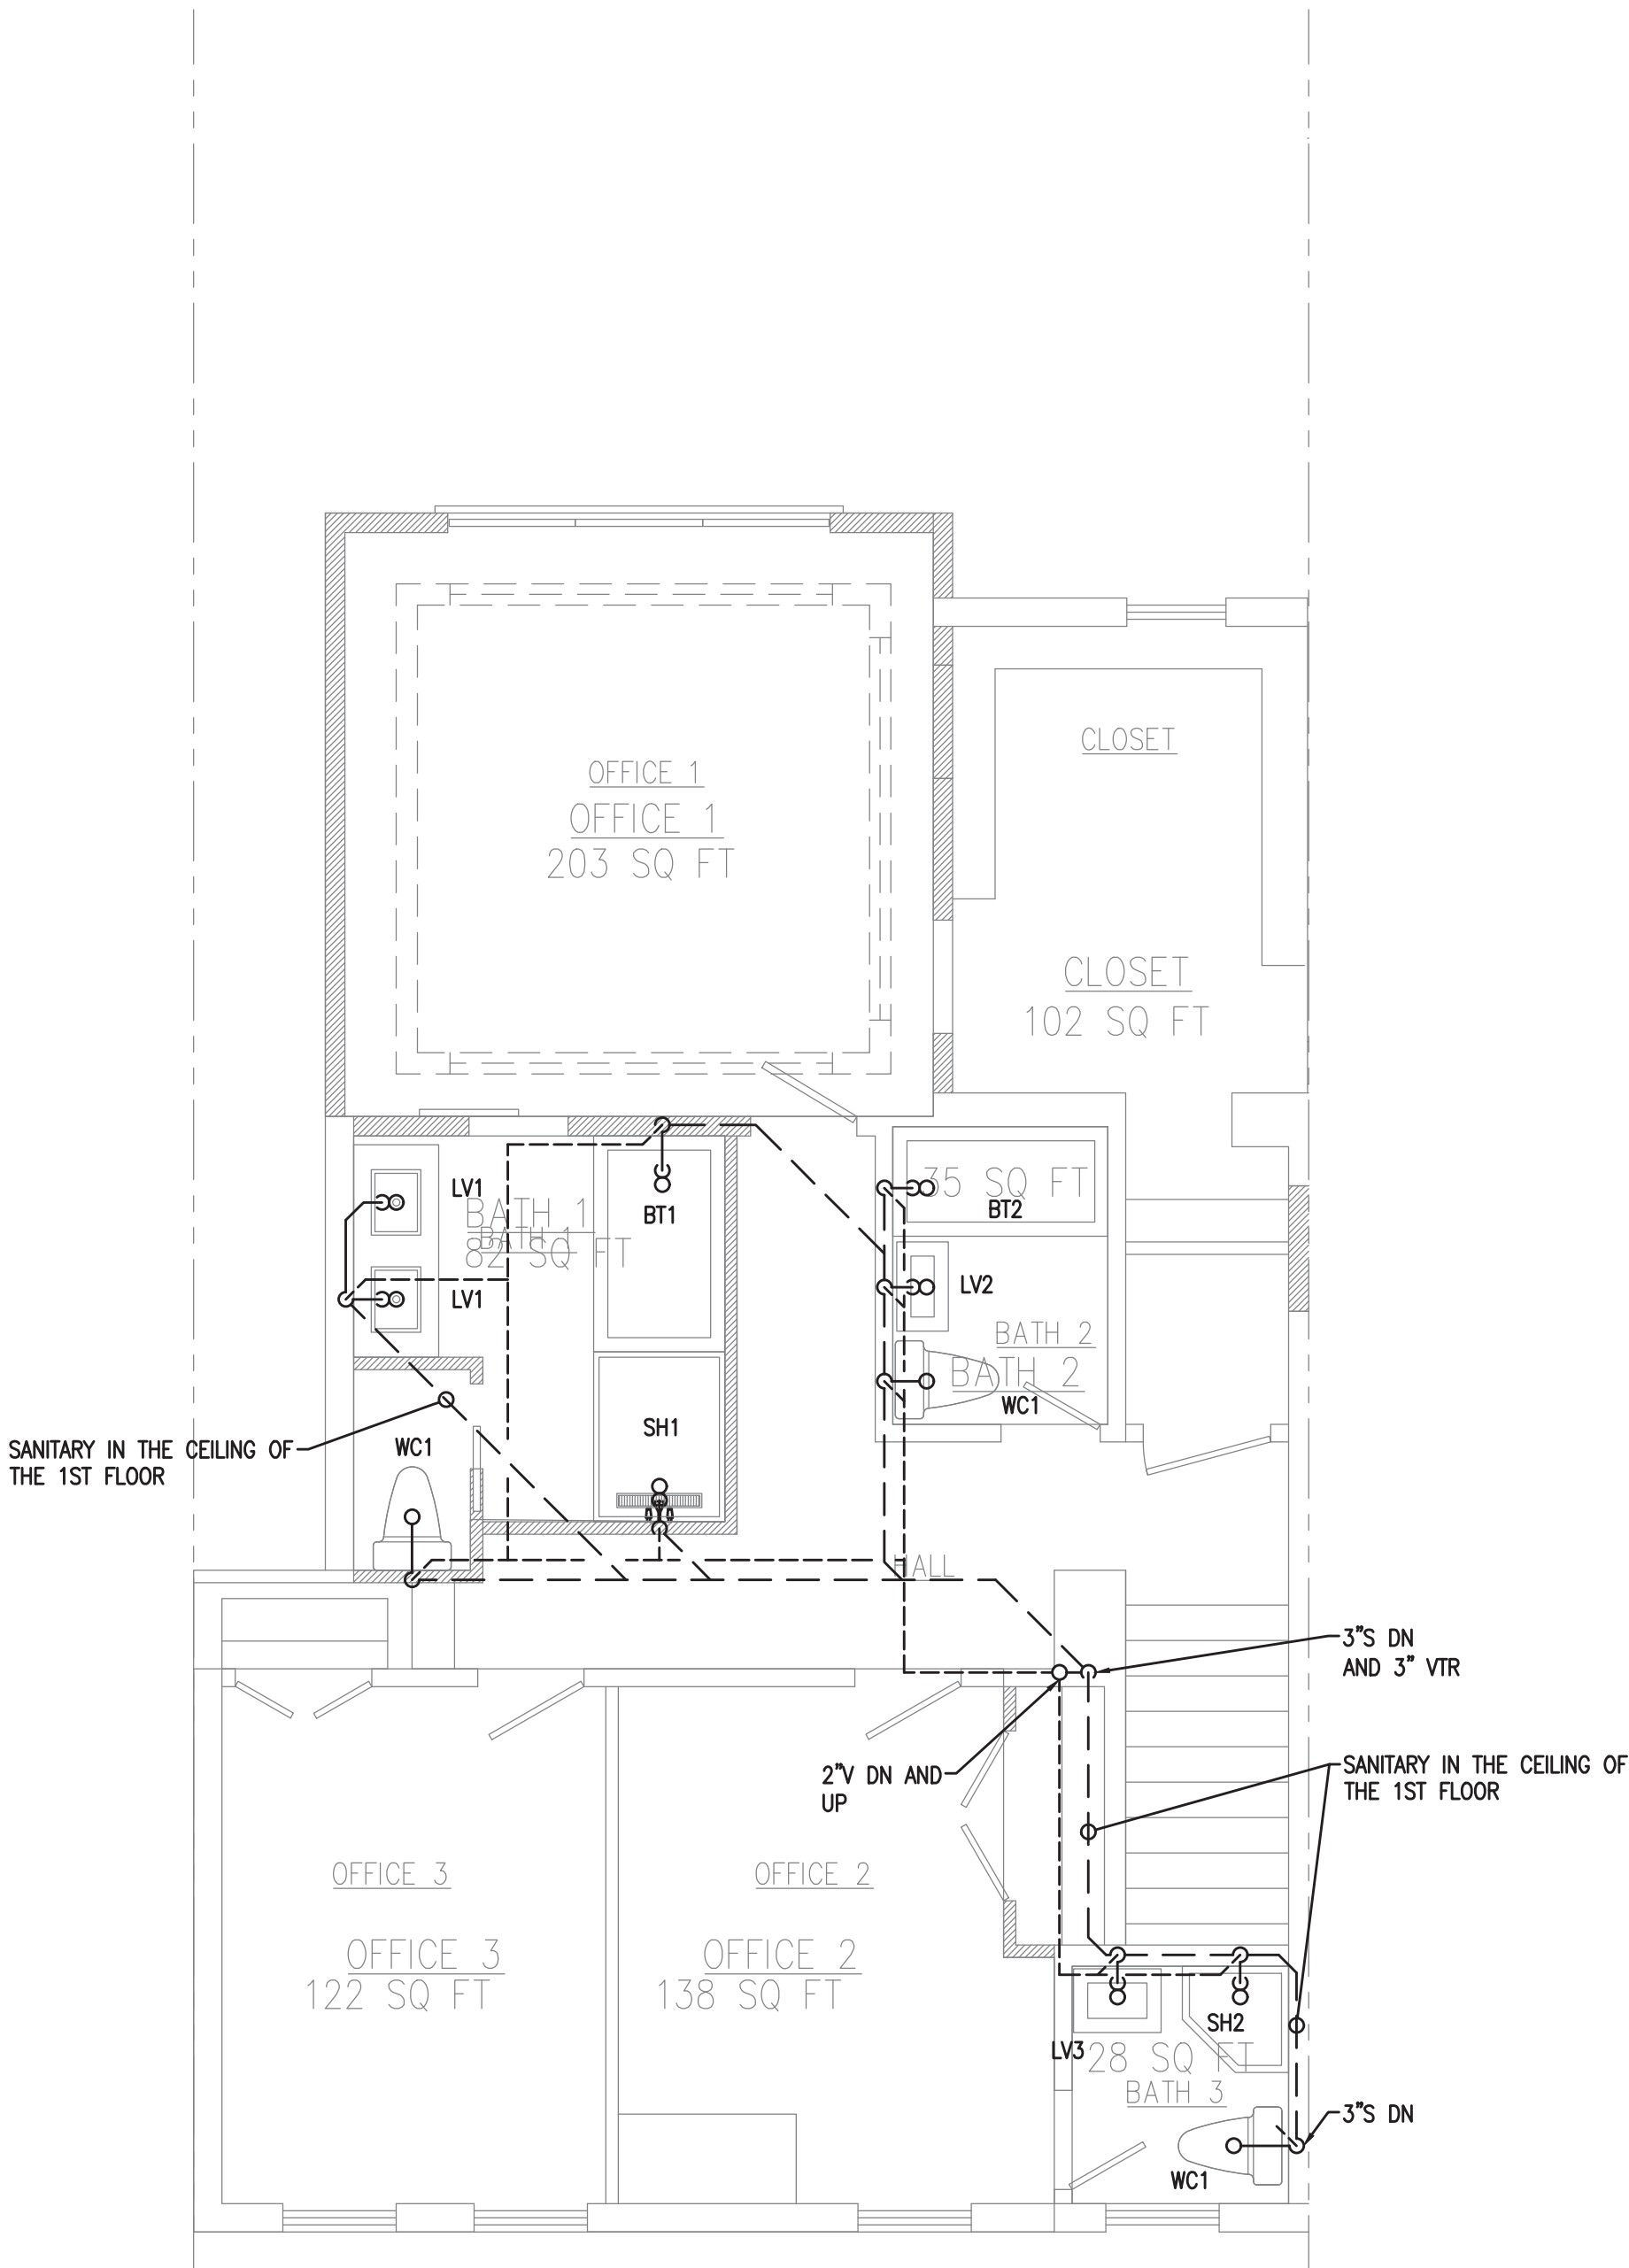 CLOSET
OFFICE 1
OFFICE 1
203 SQ FT
CLOSET
102 SQ FT
LV1
BATH 1
BATH 1
82 SQ FT
BT1
35 SQ FT
BT2
LV2
LV1
BATH 2
BATH 2
WC1
SH1
WC1
SANITARY IN THE CEILING OF
THE 1ST FLOOR
HALL
3"S DN
AND 3" VTR
2"V DN AND
UP
SANITARY IN THE CEILING OF
THE 1ST FLOOR
OFFICE 3
OFFICE 2
OFFICE 3
122 SQ FT
OFFICE 2
138 SQ FT
SH2
LV3
28 SQ FT
BATH 3
3"S DN
WC1